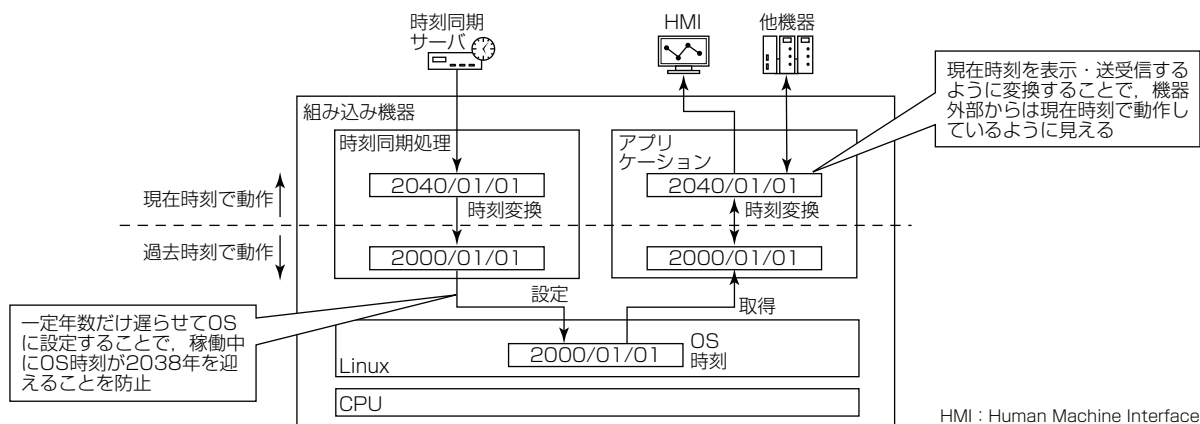 時刻同期
サーバ
HMI
他機器
現在時刻を表示・送受信する
ように変換することで，機器
外部からは現在時刻で動作し
ているように見える
組み込み機器
時刻同期処理
アプリ
ケーション
2040/01/01
2040/01/01
現在時刻で動作
時刻変換
時刻変換
過去時刻で動作
2000/01/01
2000/01/01
設定
取得
一定年数だけ遅らせてOS
に設定することで，稼働中
にOS時刻が2038年を迎
えることを防止
2000/01/01
OS
時刻
Linux
CPU
HMI：Human Machine Interface